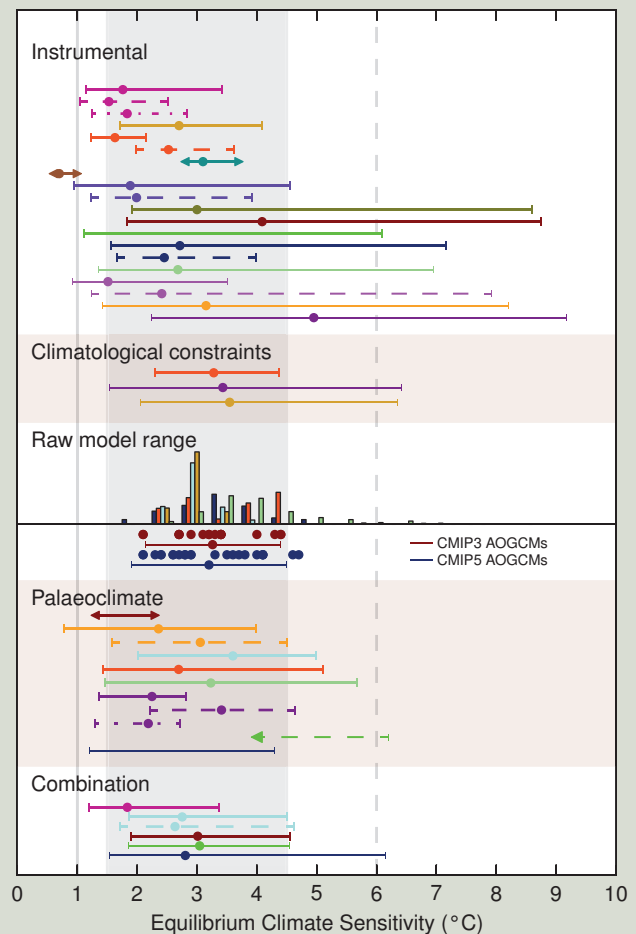 Instrumental
Climatological constraints
Raw model range
CMIP3 AOGCMs
CMIP5 AOGCMs
Palaeoclimate
Combination
0 1 2 3 4 5 6 7 8 9 10
Equilibrium Climate Sensitivity (°C)